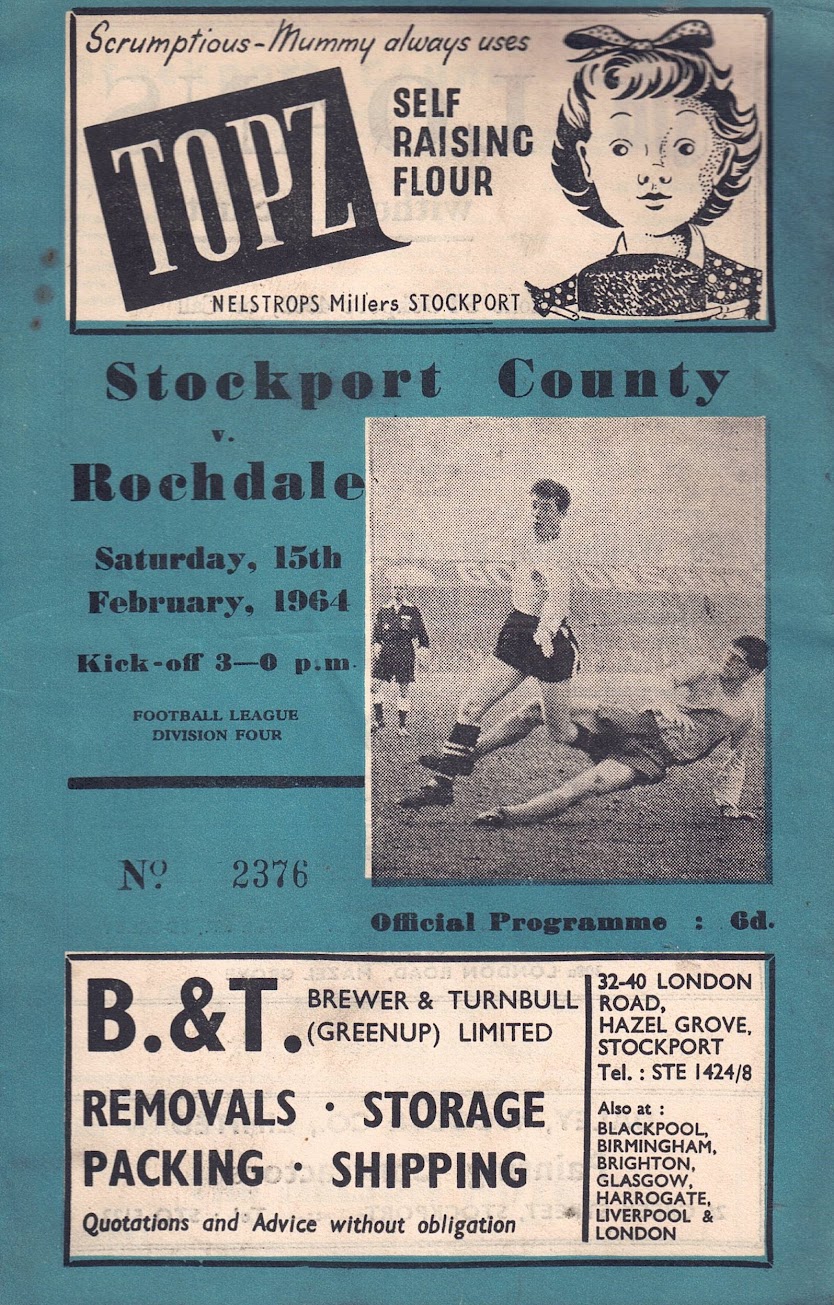 Scrumptious-Mummy always uses
TOPZ
SELF
RAISING
FLOUR
NELSTROPS Millers STOCKPORT
Stockport County
v.
Rochdale
Saturday, 15th
February, 1964
Kick-off 3—0 p.m.
FOOTBALL LEAGUE
DIVISION FOUR
No. 2376
Official Programme : 6d.
B.&T.
BREWER & TURNBULL
(GREENUP) LIMITED
REMOVALS · STORAGE
PACKING · SHIPPING
Quotations and Advice without obligation
32-40 LONDON
ROAD,
HAZEL GROVE,
STOCKPORT
Tel. : STE 1424/8
Also at :
BLACKPOOL,
BIRMINGHAM,
BRIGHTON,
GLASGOW,
HARROGATE,
LIVERPOOL &
LONDON